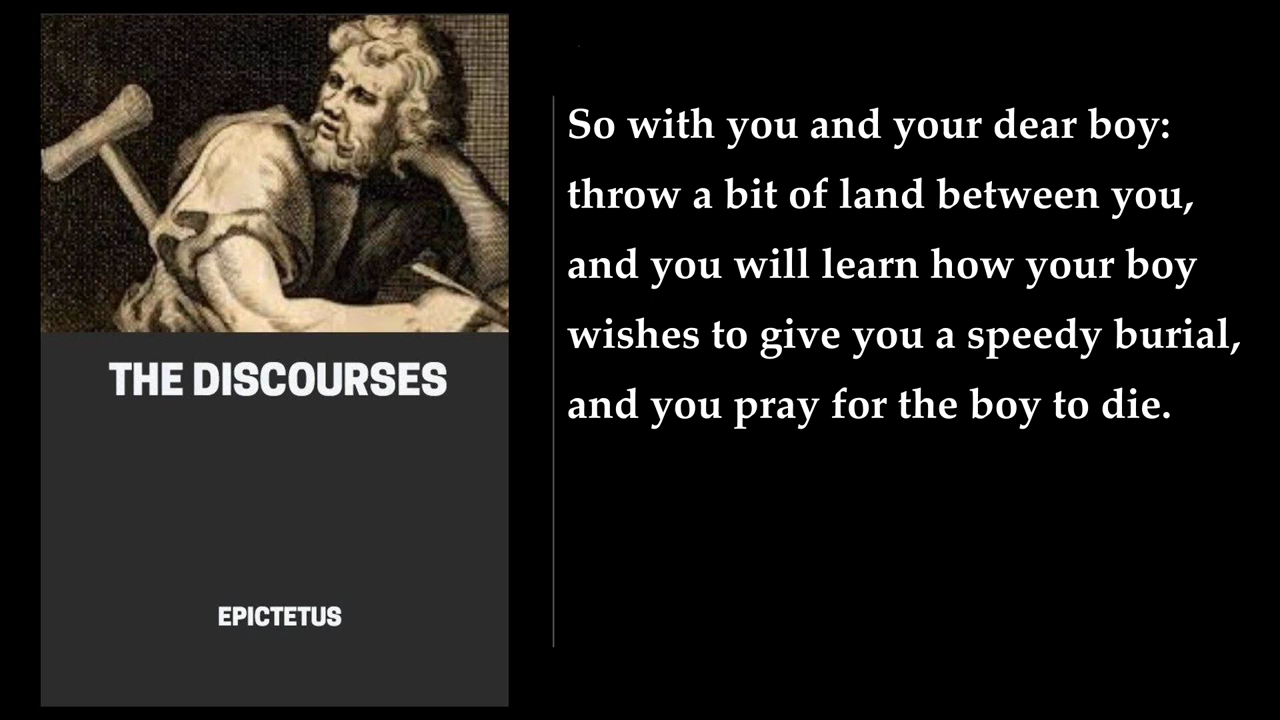 THE DISCOURSES
EPICTETUS
So with you and your dear boy:
throw a bit of land between you,
and you will learn how your boy
wishes to give you a speedy burial,
and you pray for the boy to die.